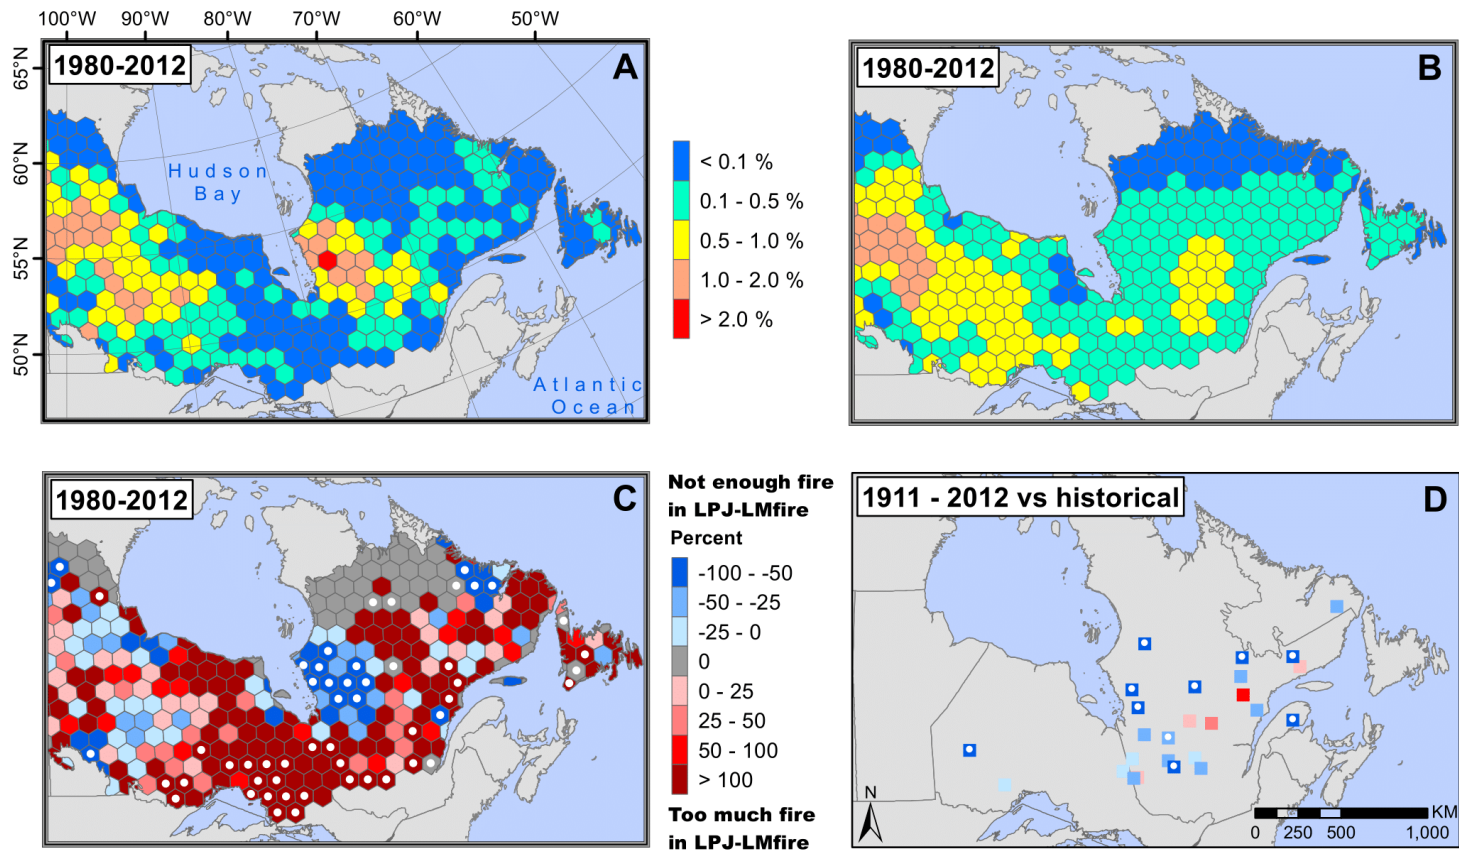 100°W 90°W 80°W 70°W 60°W 50°W
65°N
60°N
55°N
50°N
1980-2012
A
Hudson
Bay
Atlantic
Ocean
< 0.1 %
0.1 - 0.5 %
0.5 - 1.0 %
1.0 - 2.0 %
> 2.0 %
1980-2012
B
1980-2012
C
Not enough fire
in LPJ-LMfire
Percent
-100 - -50
-50 - -25
-25 - 0
0
0 - 25
25 - 50
50 - 100
> 100
Too much fire
in LPJ-LMfire
1911 - 2012 vs historical
D
N
KM
0 250 500 1,000